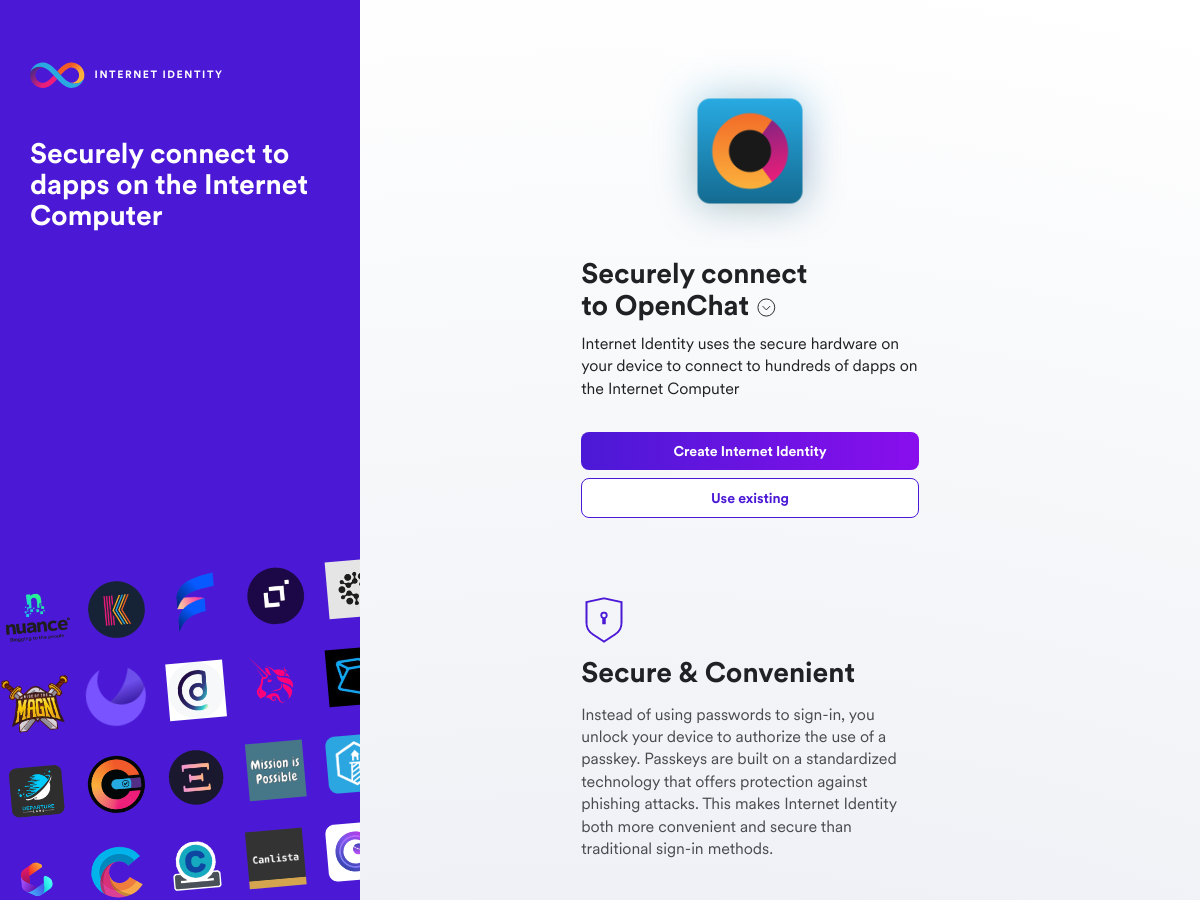 INTERNET IDENTITY
Securely connect to
dapps on the Internet
Computer
nuance
MAGNI
Mission is
Possible
DEPARTURE
LABS
Canlista
Securely connect
to OpenChat
Internet Identity uses the secure hardware on
your device to connect to hundreds of dapps on
the Internet Computer
Create Internet Identity
Use existing
Secure & Convenient
Instead of using passwords to sign-in, you
unlock your device to authorize the use of a
passkey. Passkeys are built on a standardized
technology that offers protection against
phishing attacks. This makes Internet Identity
both more convenient and secure than
traditional sign-in methods.